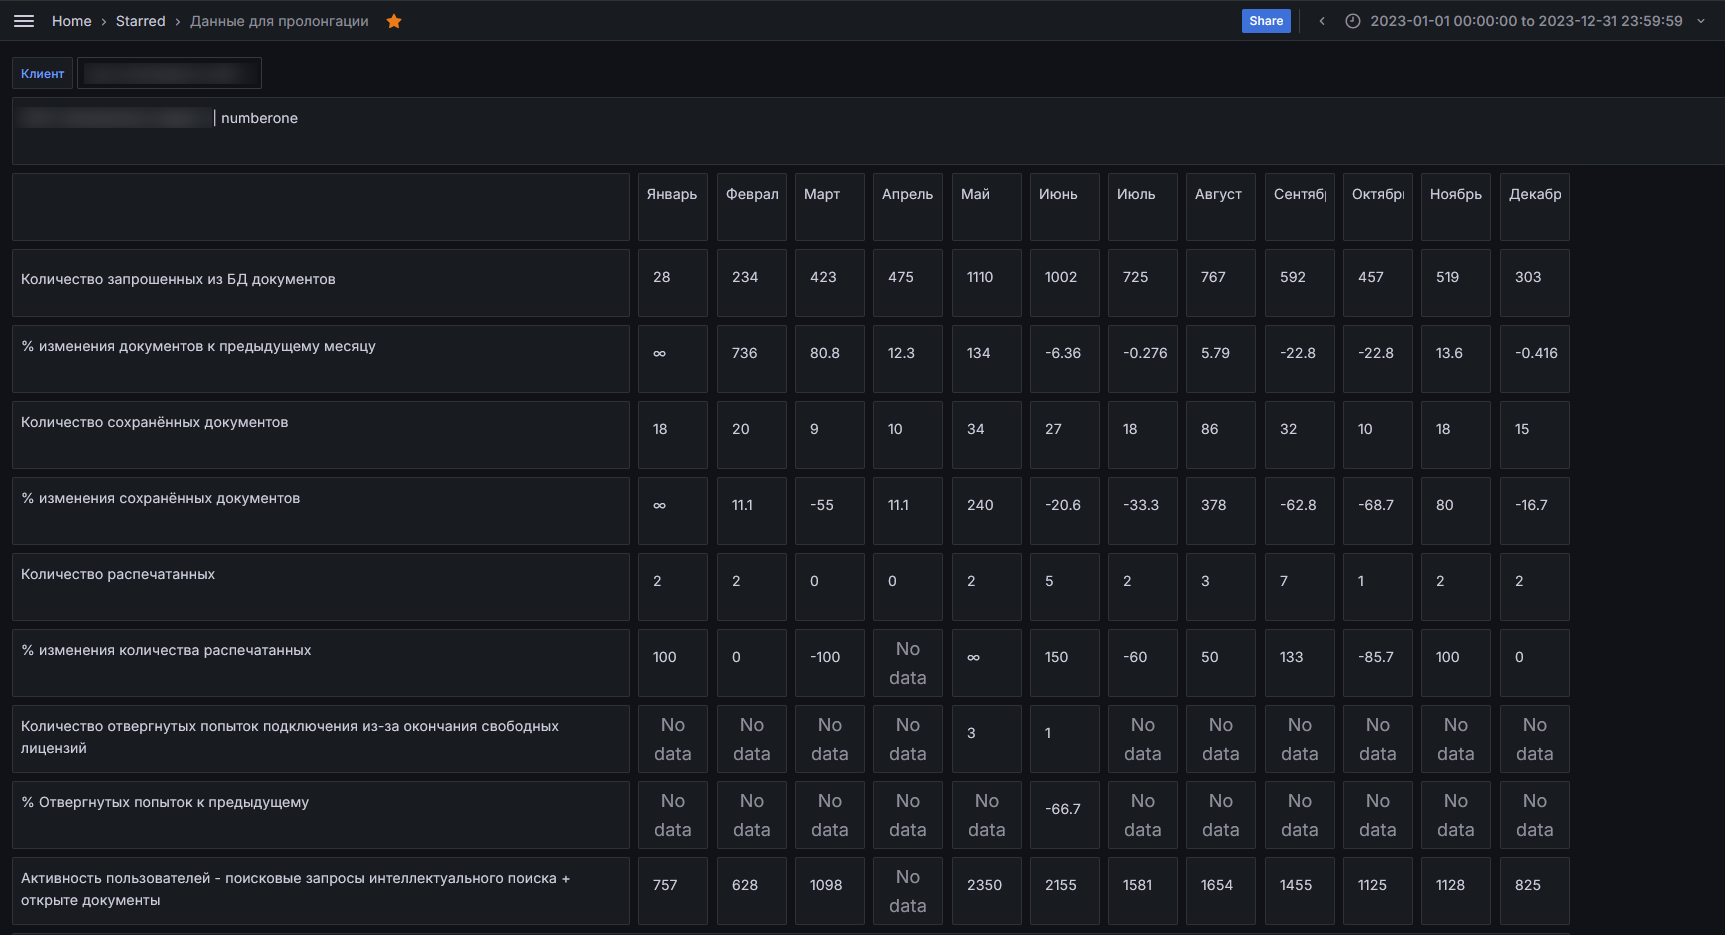 Home › Starred › Данные для пролонгации
Share
2023-01-01 00:00:00 to 2023-12-31 23:59:59
Клиент
| numberone
Январь Феврал Март Апрель Май Июнь Июль Август Сентяб Октябр Ноябрь Декабр
Количество запрошенных из БД документов 28 234 423 475 1110 1002 725 767 592 457 519 303
% изменения документов к предыдущему месяцу ∞ 736 80.8 12.3 134 -6.36 -0.276 5.79 -22.8 -22.8 13.6 -0.416
Количество сохранённых документов 18 20 9 10 34 27 18 86 32 10 18 15
% изменения сохранённых документов ∞ 11.1 -55 11.1 240 -20.6 -33.3 378 -62.8 -68.7 80 -16.7
Количество распечатанных 2 2 0 0 2 5 2 3 7 1 2 2
% изменения количества распечатанных 100 0 -100 No data ∞ 150 -60 50 133 -85.7 100 0
Количество отвергнутых попыток подключения из-за окончания свободных
лицензий No data No data No data No data 3 1 No data No data No data No data No data No data
% Отвергнутых попыток к предыдущему No data No data No data No data No data -66.7 No data No data No data No data No data No data
Активность пользователей - поисковые запросы интеллектуального поиска +
открыте документы 757 628 1098 No data 2350 2155 1581 1654 1455 1125 1128 825